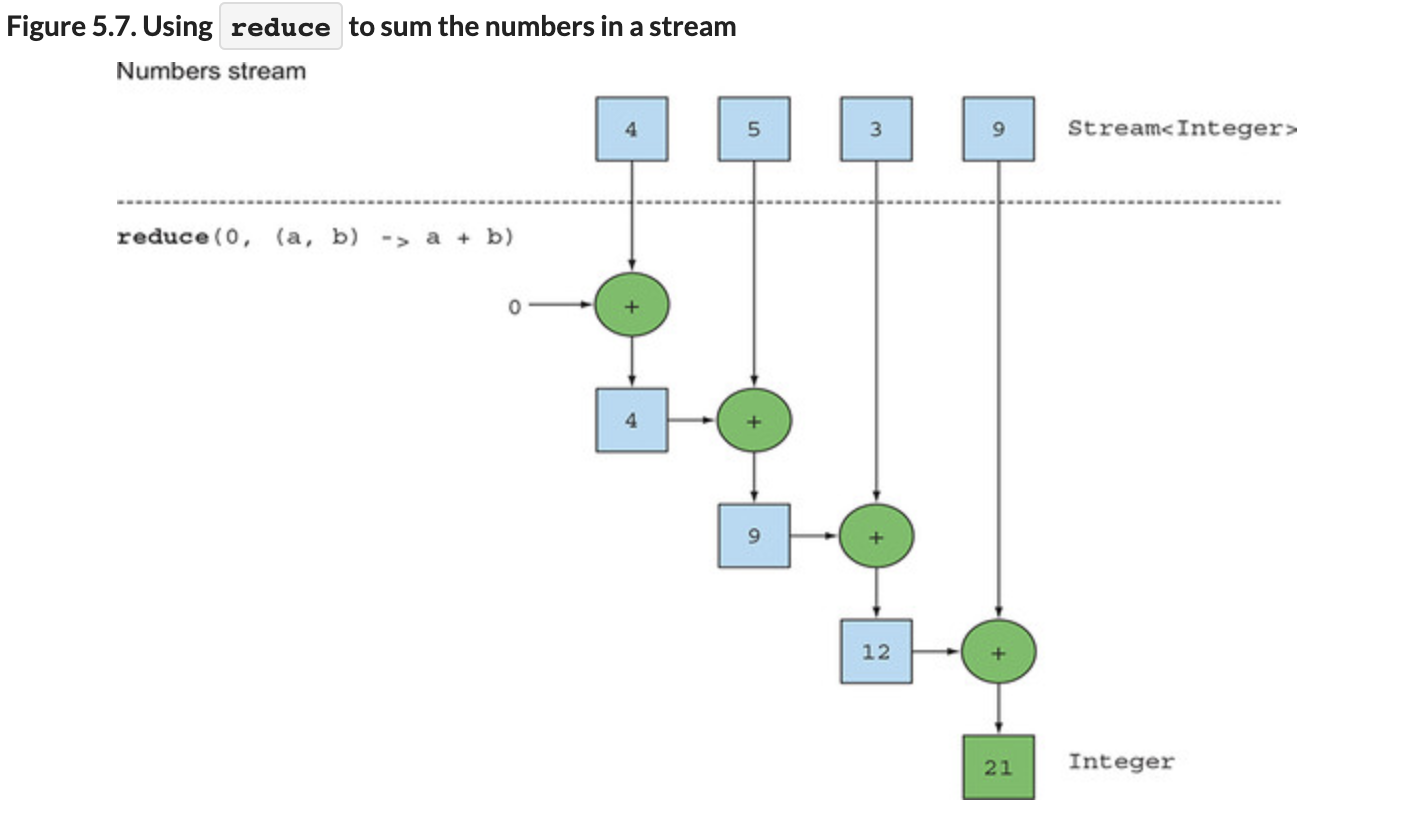 Figure 5.7. Using reduce to sum the numbers in a stream
Numbers stream
4 5 3 9 Stream<Integer>
reduce(0, (a, b) -> a + b)
0 +
4 +
9 +
12 +
21 Integer